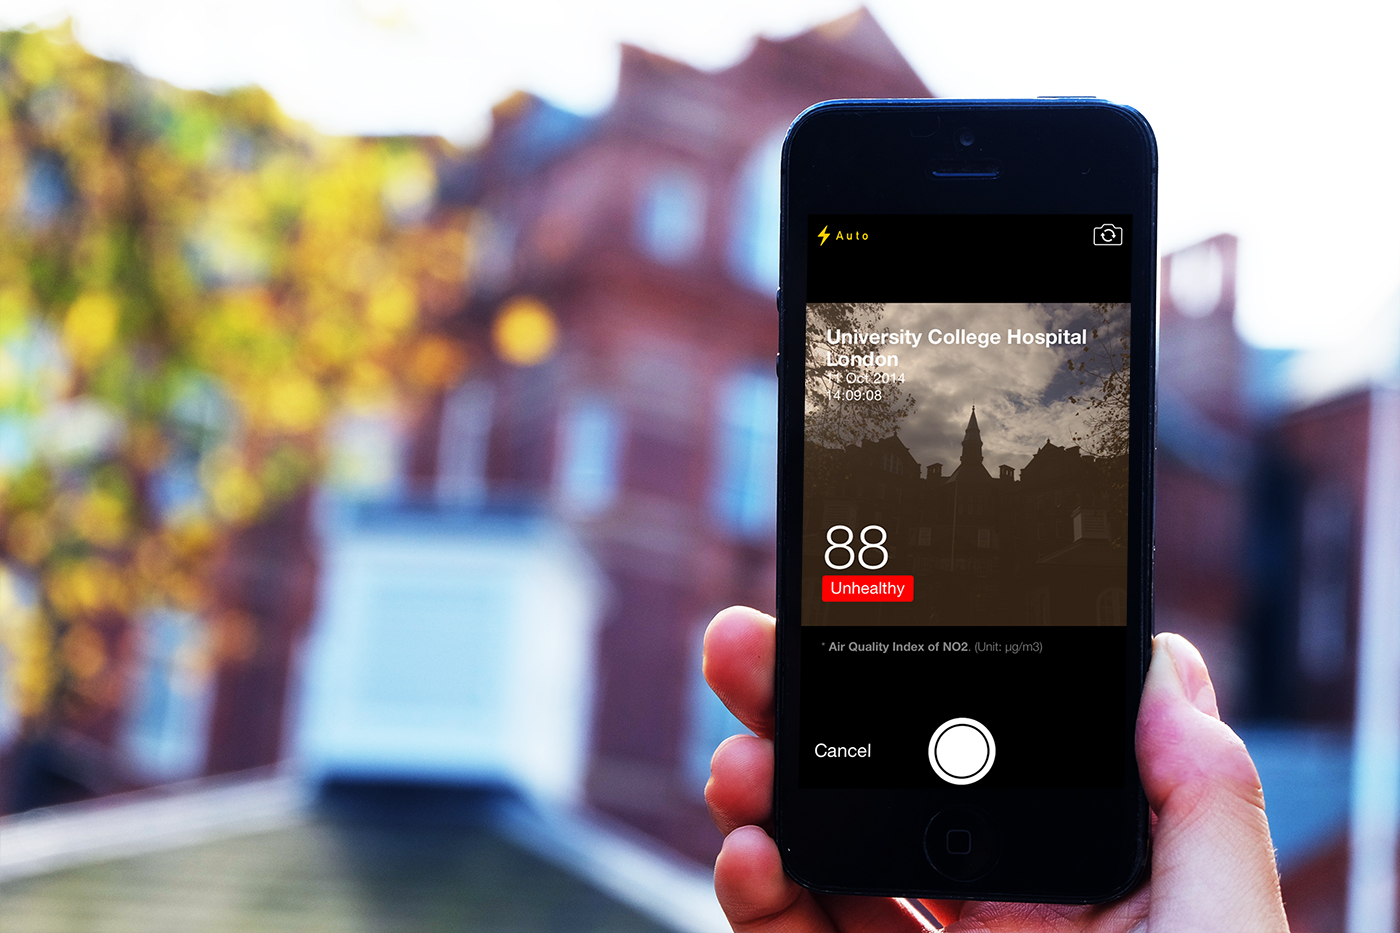 Auto
University College Hospital
London
11 Oct 2014
14:09:08
88
Unhealthy
* Air Quality Index of NO2. (Unit: µg/m3)
Cancel